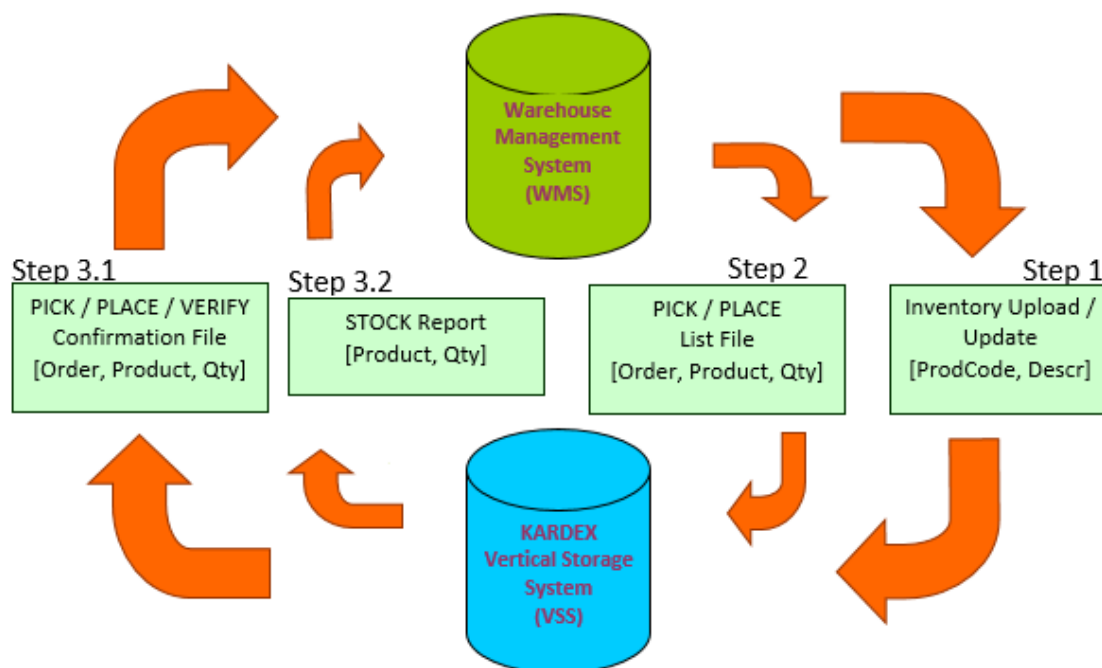 Warehouse
Management
System
(WMS)
Step 3.1
PICK / PLACE / VERIFY
Confirmation File
[Order, Product, Qty]
Step 3.2
STOCK Report
[Product, Qty]
Step 2
PICK / PLACE
List File
[Order, Product, Qty]
Step 1
Inventory Upload /
Update
[ProdCode, Descr]
KARDEX
Vertical Storage
System
(VSS)